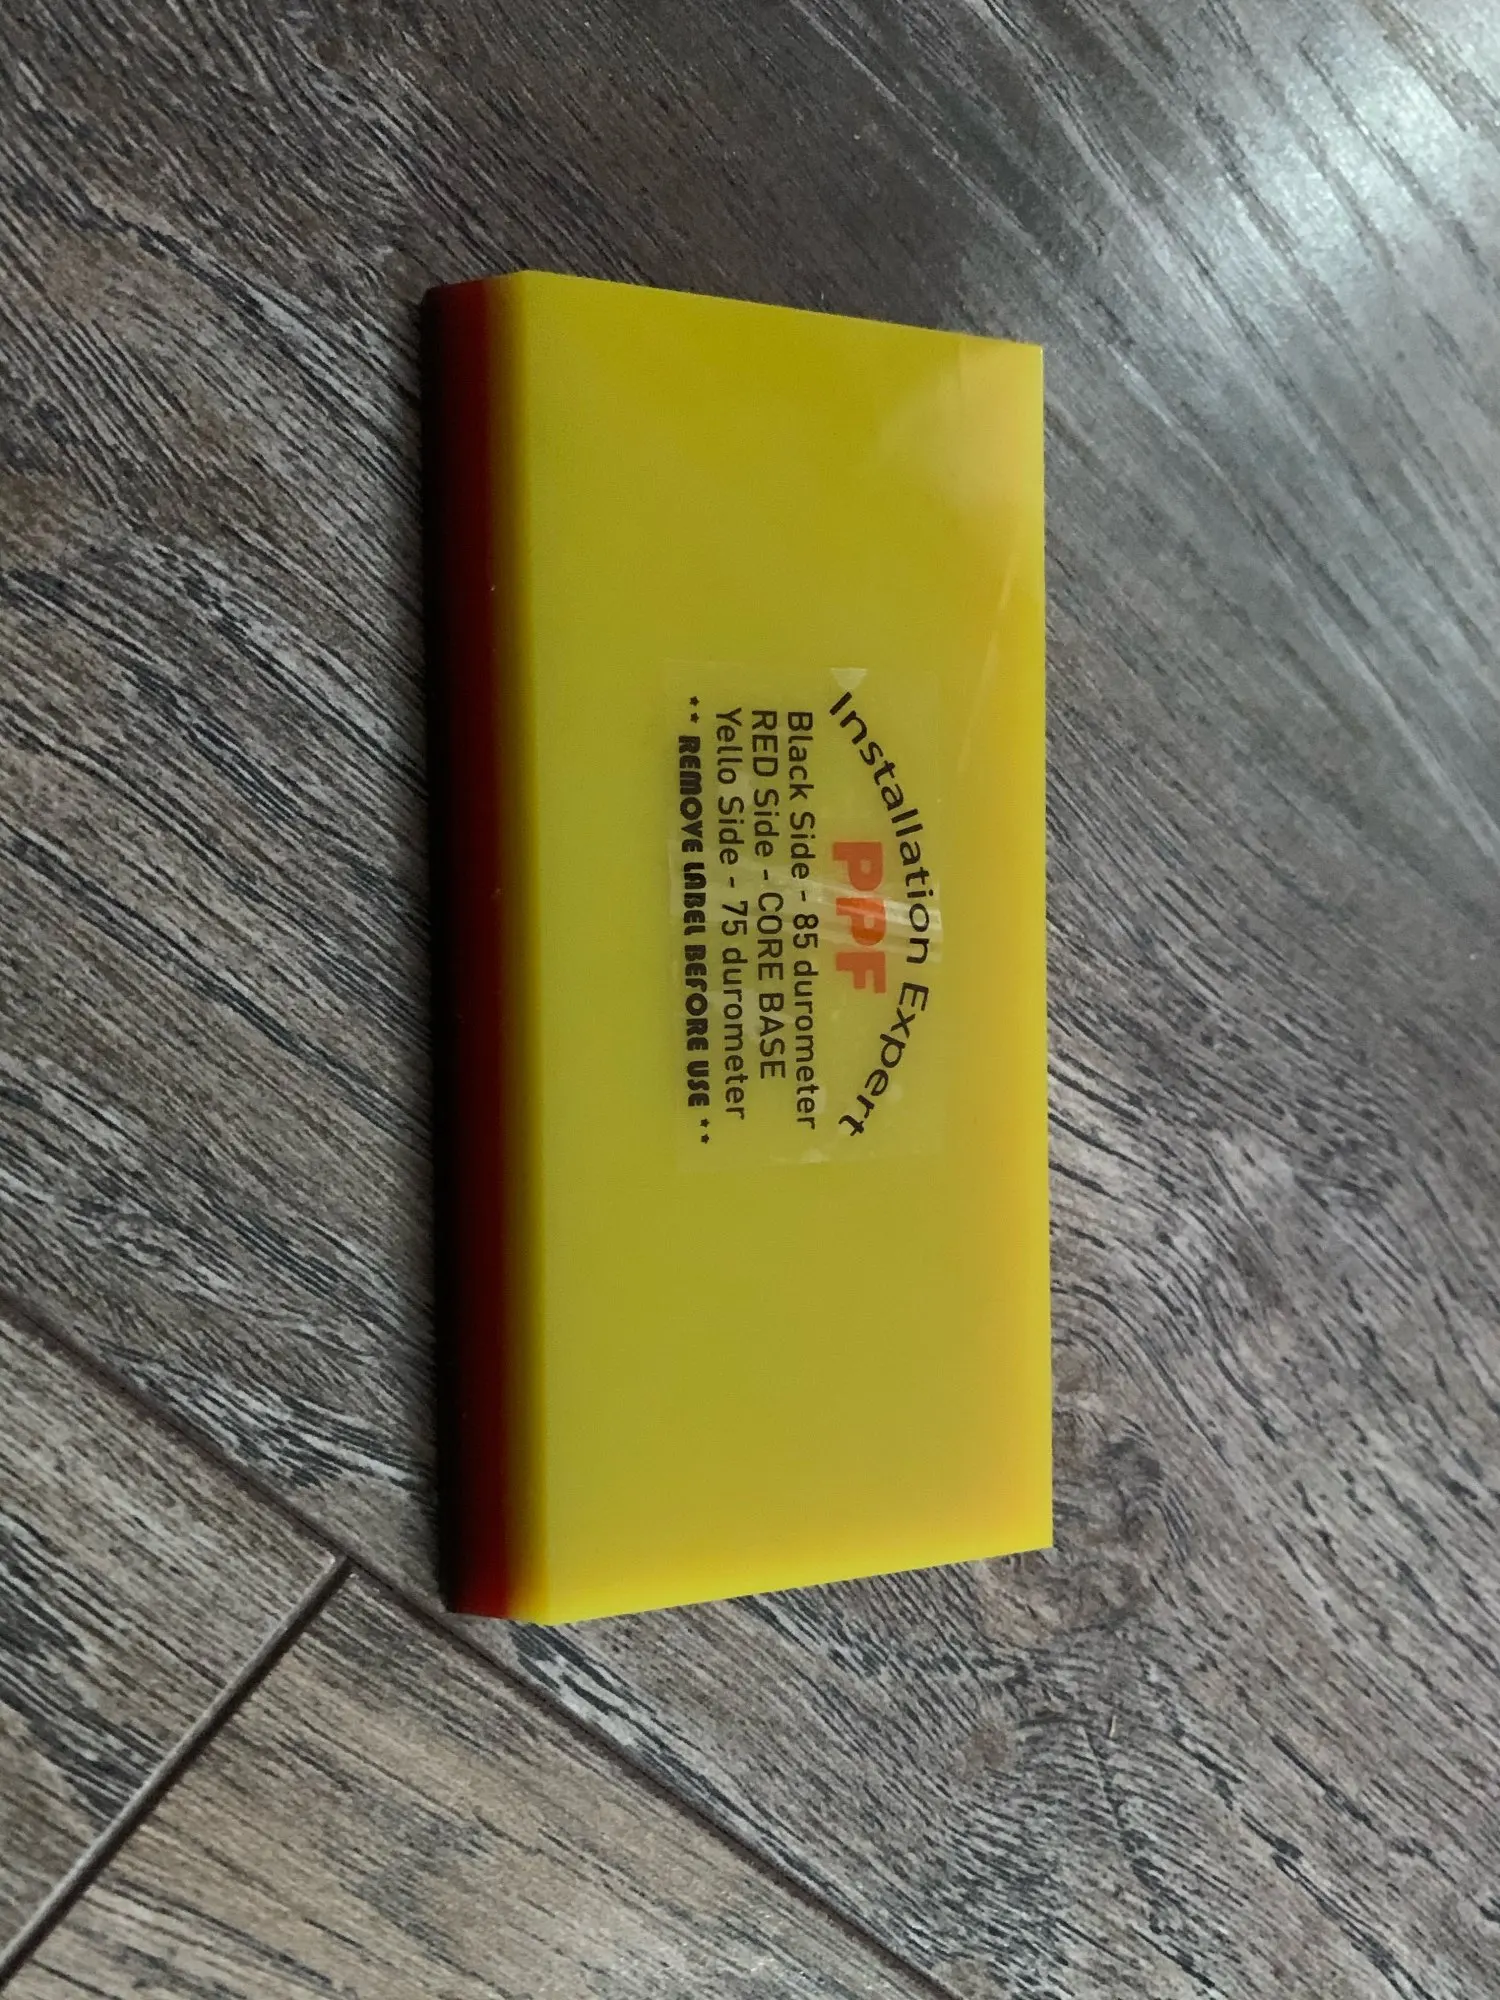 Installation Expert
PPF
Black Side - 85 durometer
RED Side - CORE BASE
Yello Side - 75 durometer
** REMOVE LABEL BEFORE USE **